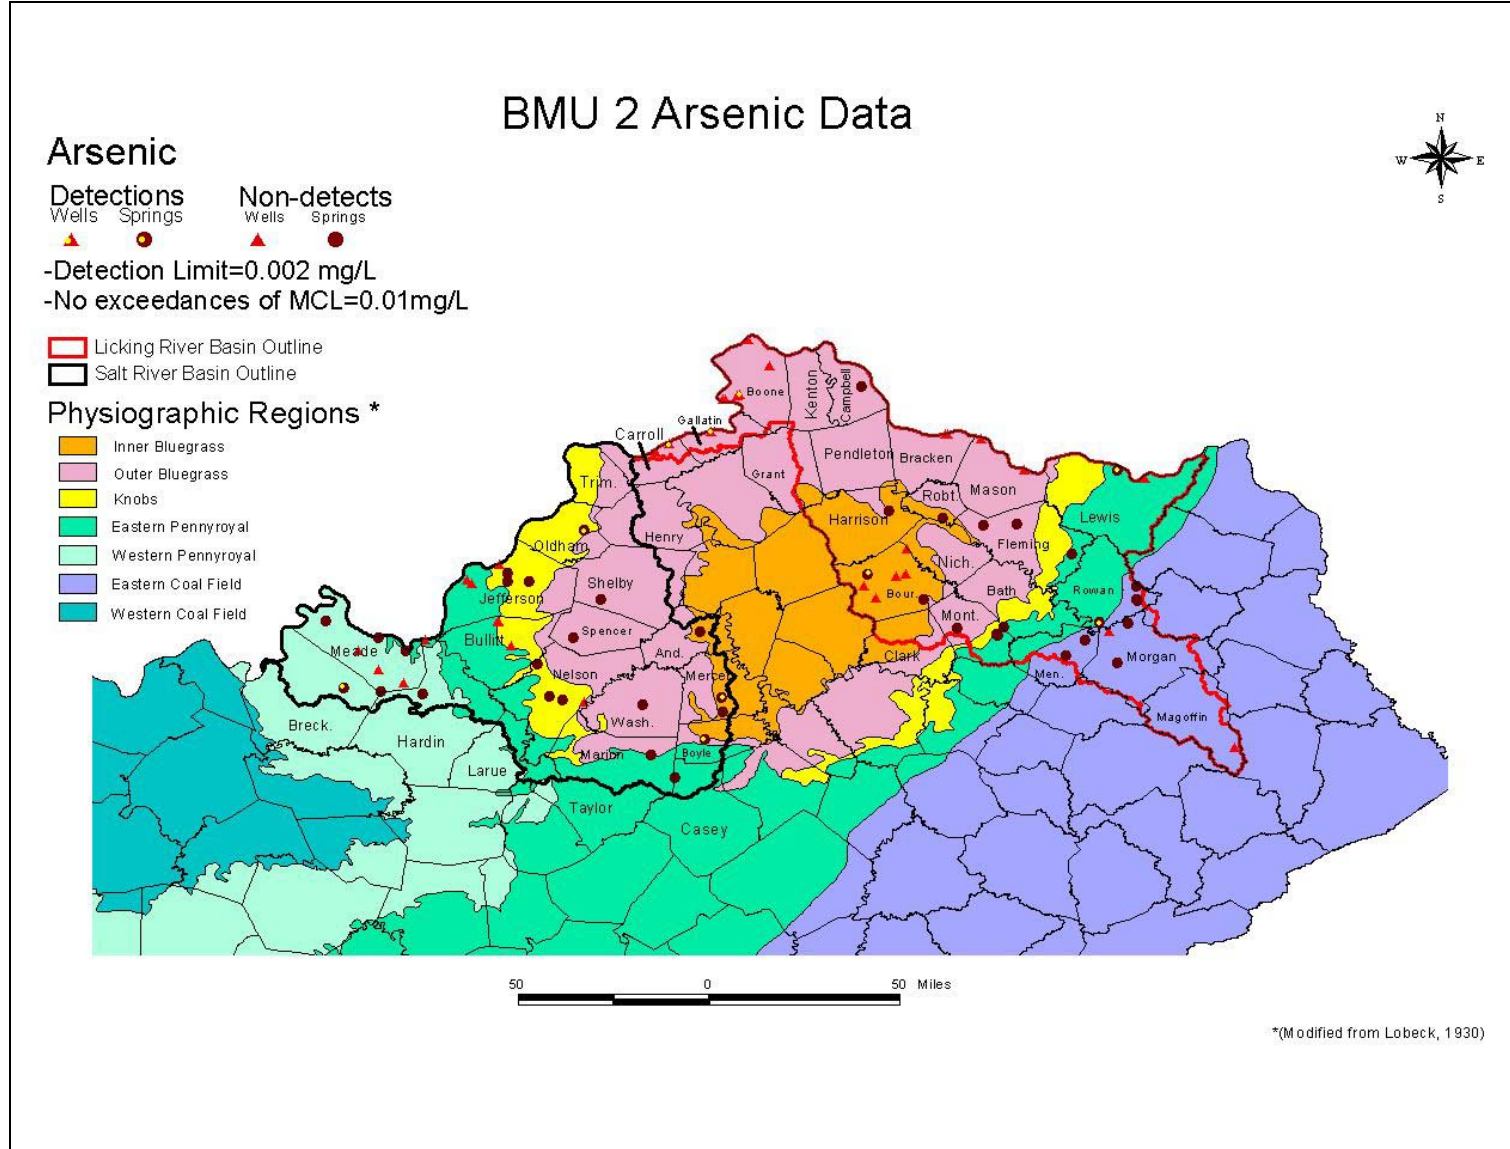 BMU 2 Arsenic Data
N
W E
S
Arsenic
Detections Non-detects
Wells Springs Wells Springs
-Detection Limit=0.002 mg/L
-No exceedances of MCL=0.01mg/L
Licking River Basin Outline
Salt River Basin Outline
Physiographic Regions *
Inner Bluegrass
Outer Bluegrass
Knobs
Eastern Pennyroyal
Western Pennyroyal
Eastern Coal Field
Western Coal Field
Boone
Kenton
Campbell
Gallatin
Carroll
Pendleton
Bracken
Grant
Trim.
Robt.
Mason
Harrison
Lewis
Henry
Oldham
Fleming
Nich.
Shelby
Jefferson
Bour.
Bath
Rowan
Mont.
Spencer
Bullitt
Meade
And.
Clark
Morgan
Nelson
Mercer
Men.
Magoffin
Breck.
Wash.
Hardin
Marion
Boyle
Larue
Taylor
Casey
50 0 50 Miles
*(Modified from Lobeck, 1930)